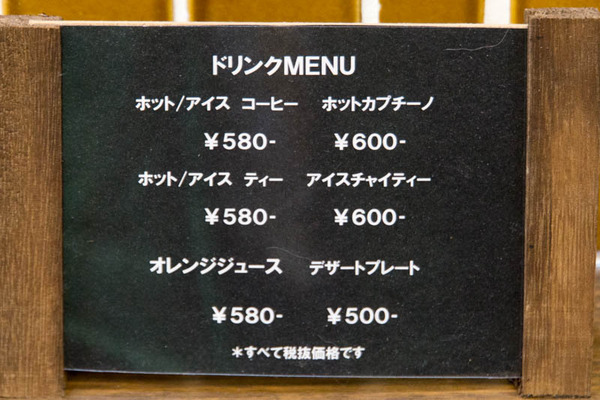 ドリンクMENU
ホット/アイス コーヒー ホットカプチーノ
￥580- ￥600-
ホット/アイス ティー アイスチャイティー
￥580- ￥600-
オレンジジュース デザートプレート
￥580- ￥500-
＊すべて税抜価格です